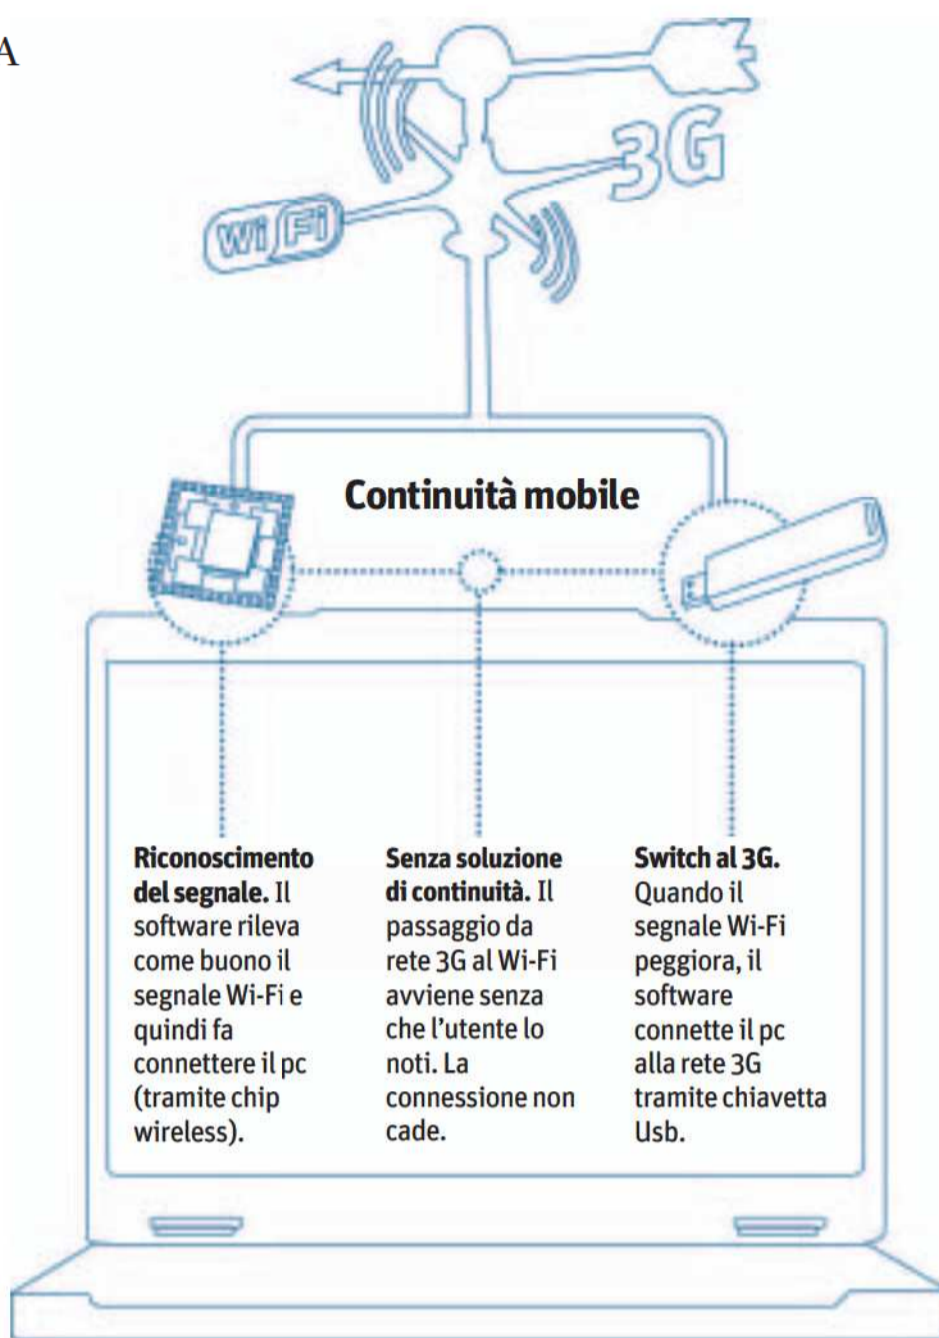 A
3G
Wi Fi
Continuità mobile
Riconoscimento
del segnale. Il
software rileva
come buono il
segnale Wi-Fi e
quindi fa
connettere il pc
(tramite chip
wireless).
Senza soluzione
di continuità. Il
passaggio da
rete 3G al Wi-Fi
avviene senza
che l'utente lo
noti. La
connessione non
cade.
Switch al 3G.
Quando il
segnale Wi-Fi
peggiora, il
software
connette il pc
alla rete 3G
tramite chiavetta
Usb.